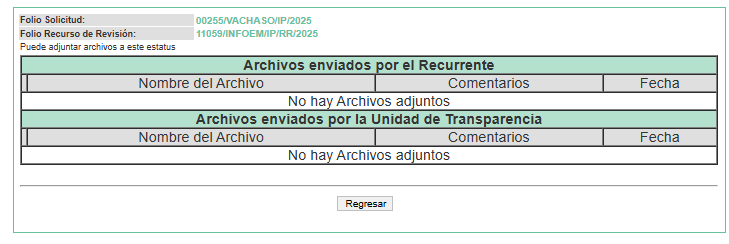 Folio Solicitud: 00255/VACHASO/IP/2025
Folio Recurso de Revisión: 11059/INFOEM/IP/RR/2025
Puede adjuntar archivos a este estatus
Archivos enviados por el Recurrente
Nombre del Archivo Comentarios Fecha
No hay Archivos adjuntos
Archivos enviados por la Unidad de Transparencia
Nombre del Archivo Comentarios Fecha
No hay Archivos adjuntos
Regresar